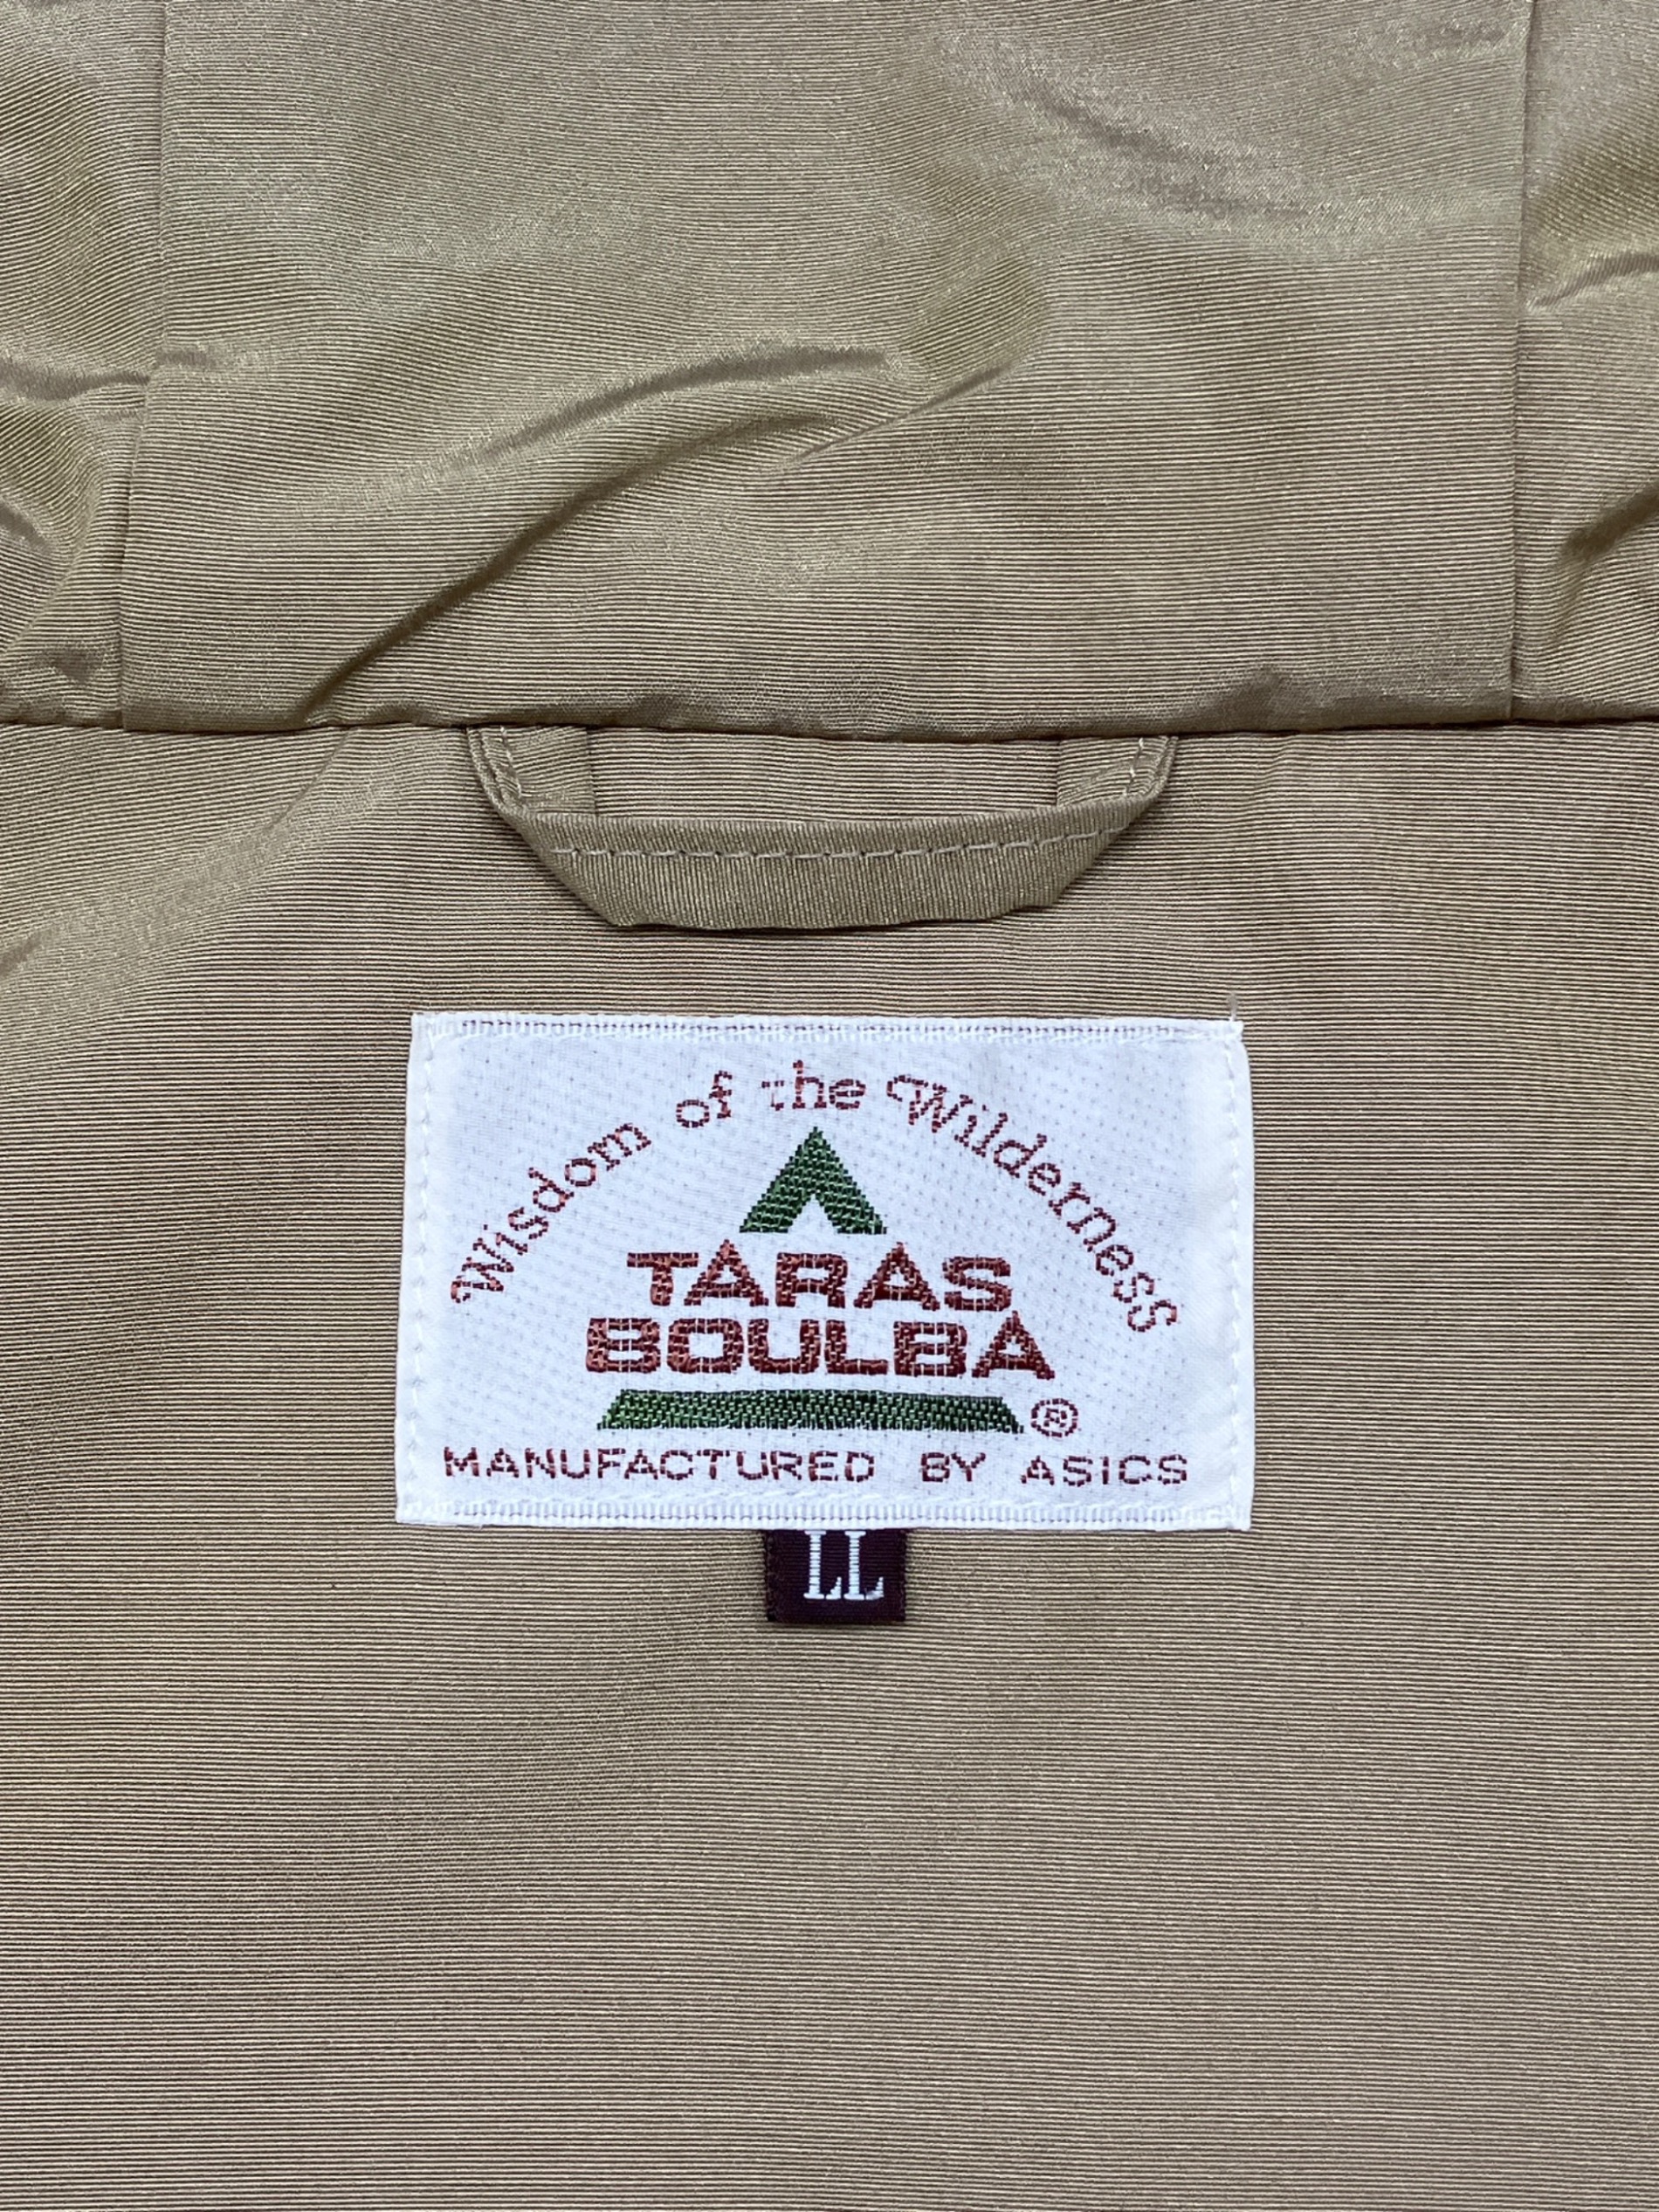 Wisdom of the Wilderness
TARAS
BOULBA
®
MANUFACTURED BY ASICS
LL